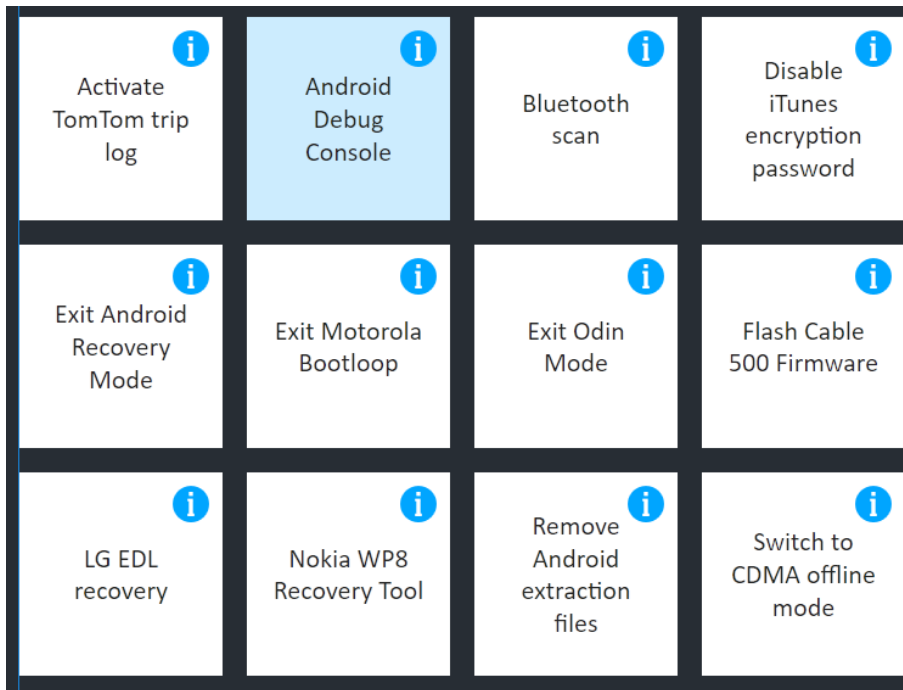 Activate
TomTom trip
log
Android
Debug
Console
Bluetooth
scan
Disable
iTunes
encryption
password
Exit Android
Recovery
Mode
Exit Motorola
Bootloop
Exit Odin
Mode
Flash Cable
500 Firmware
LG EDL
recovery
Nokia WP8
Recovery Tool
Remove
Android
extraction
files
Switch to
CDMA offline
mode